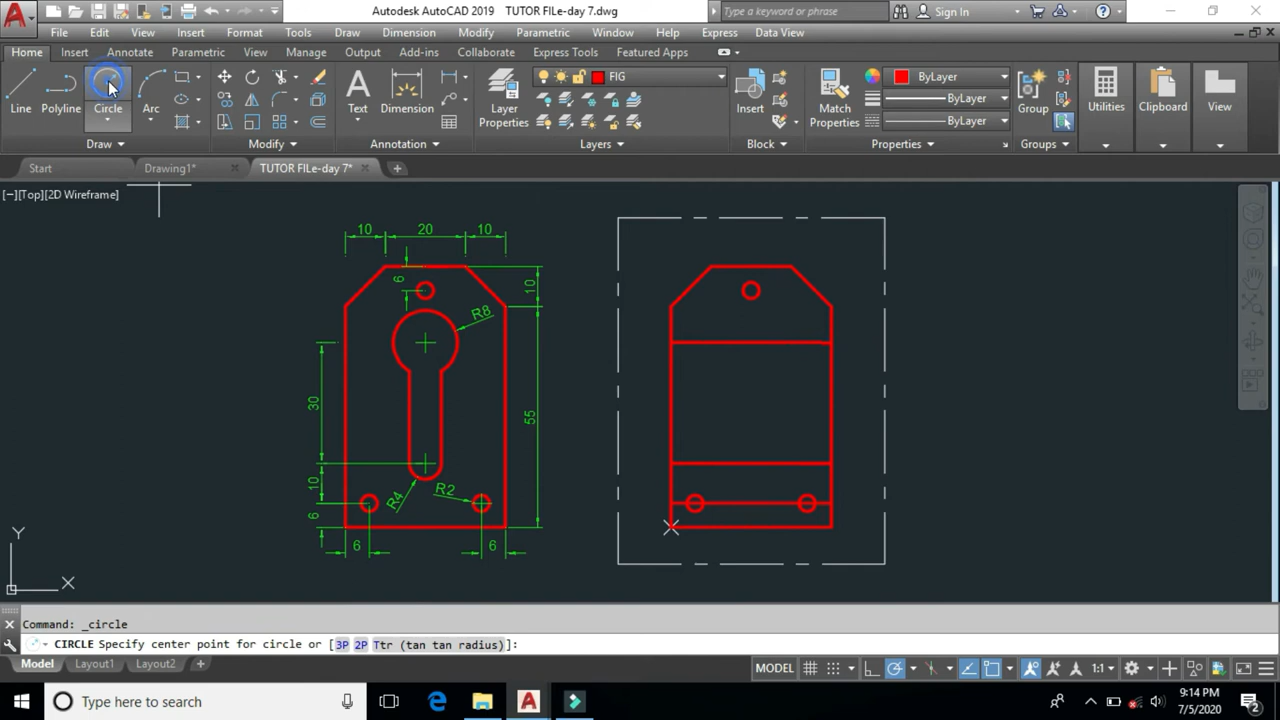 Autodesk AutoCAD 2019 TUTOR FILe-day 7.dwg
Type a keyword or phrase
Sign In
File Edit View Insert Format Tools Draw Dimension Modify Parametric Window Help Express Data View
Home Insert Annotate Parametric View Manage Output Add-ins Collaborate Express Tools Featured Apps
Line Polyline Circle Arc
Text Dimension
Layer Properties
FIG
Insert
Match Properties
ByLayer
ByLayer
ByLayer
Group
Utilities Clipboard View
Draw Modify Annotation Layers Block Properties Groups
Start Drawing1* TUTOR FILe-day 7*
[−][Top][2D Wireframe]
10 20 10
6
10
R8
30
55
10
R4
R2
6
6 6
Y
X
Command: _circle
CIRCLE Specify center point for circle or [3P 2P Ttr (tan tan radius)]:
Model Layout1 Layout2
MODEL
1:1
Type here to search
9:14 PM
7/5/2020
2